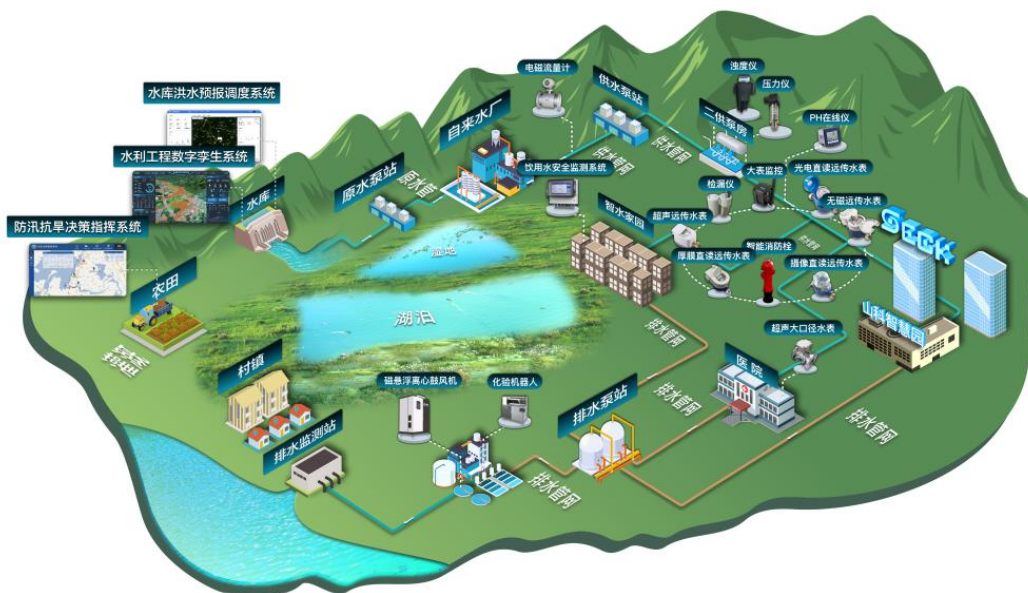 水库洪水预报调度系统
水利工程数字孪生系统
防汛抗旱决策指挥系统
水库
农田
原水泵站
原水管
自来水厂
电磁流量计
供水泵站
供水管网
供水管网
二供泵房
浊度仪
压力仪
PH在线仪
饮用水安全监测系统
智水家园
检漏仪
大表监控
光电直读远传水表
无磁远传水表
超声远传水表
厚膜直读远传水表
智能消防栓
摄像直读远传水表
超声大口径水表
山科智慧园
湿地
湖泊
村镇
排水监测站
磁悬浮离心鼓风机
化验机器人
排水泵站
医院
排水管网
排水管网
排水管网
排水管网